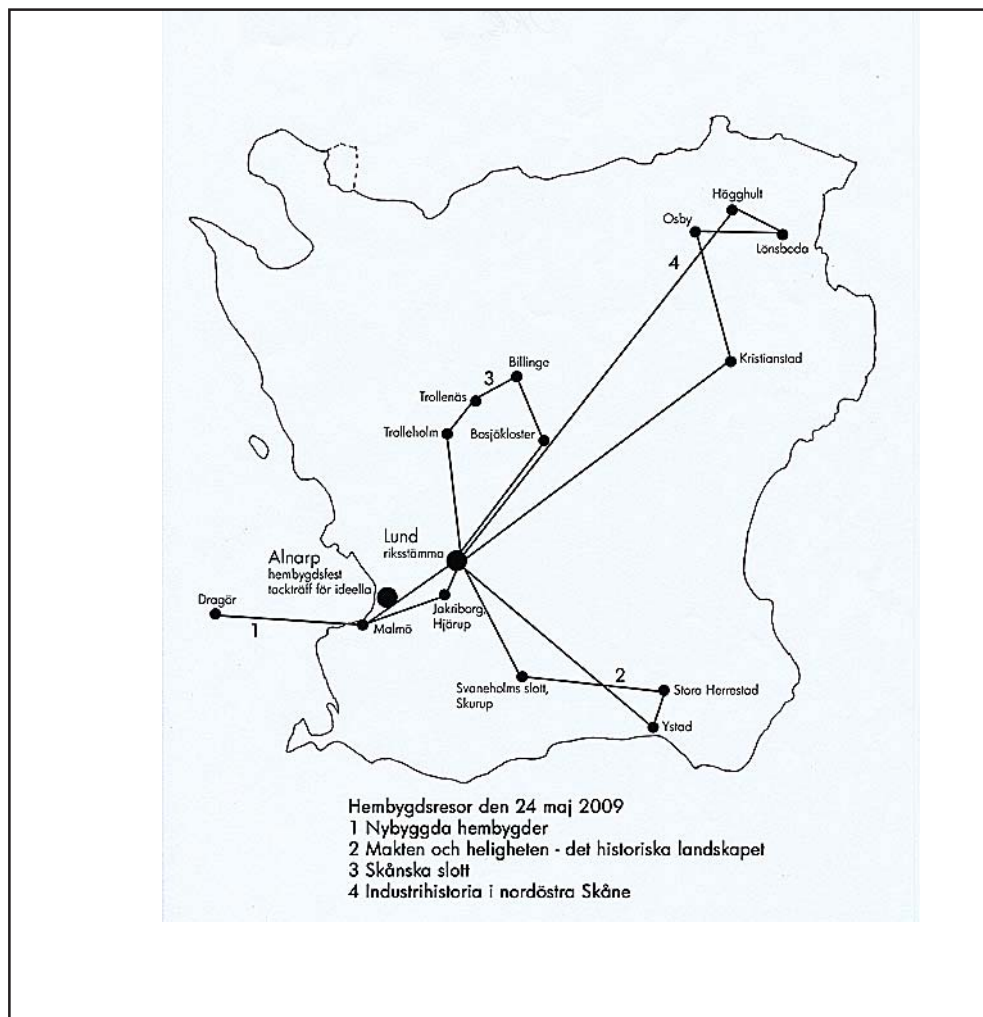 Högghult
Osby
Lönsboda
4
Kristianstad
Billinge
3
Trollenäs
Trolleholm
Bosjökloster
Lund
riksstämma
Alnarp
hembygdsfest
tackträff för ideella
Dragör
1
Malmö
Jakriborg,
Hjärup
2
Svaneholms slott,
Skurup
Stora Herrestad
Ystad
Hembygdsresor den 24 maj 2009
1 Nybyggda hembygder
2 Makten och heligheten - det historiska landskapet
3 Skånska slott
4 Industrihistoria i nordöstra Skåne